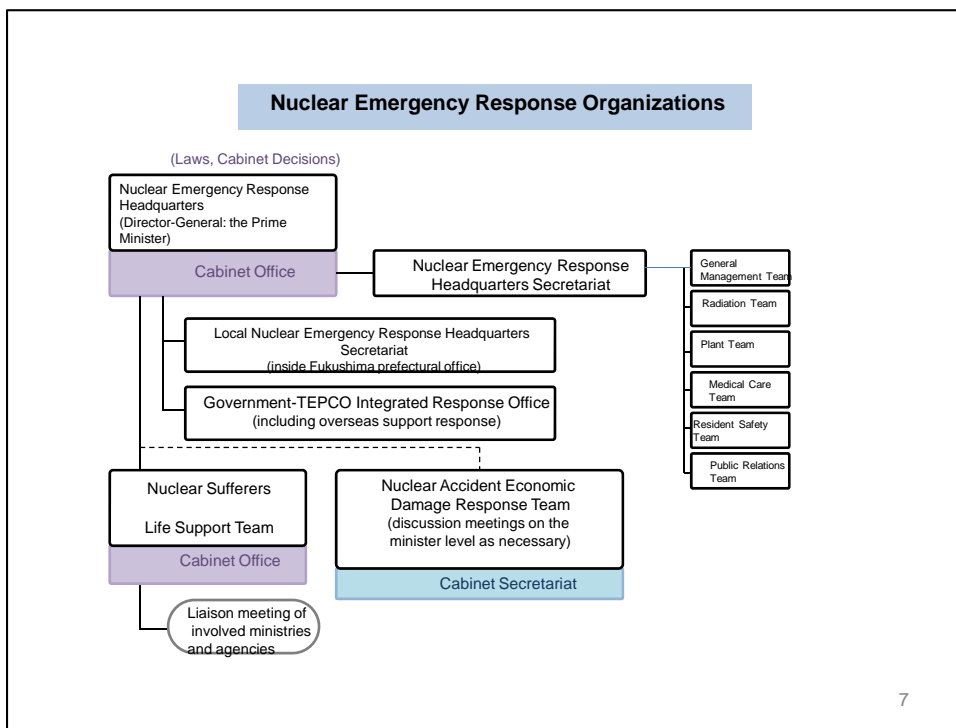 Nuclear Emergency Response Organizations
(Laws, Cabinet Decisions)
Nuclear Emergency Response
Headquarters
(Director-General: the Prime
Minister)
Cabinet Office
Nuclear Emergency Response
Headquarters Secretariat
General
Management Team
Radiation Team
Plant Team
Medical Care
Team
Resident Safety
Team
Public Relations
Team
Local Nuclear Emergency Response Headquarters
Secretariat
(inside Fukushima prefectural office)
Government-TEPCO Integrated Response Office
(including overseas support response)
Nuclear Sufferers
Life Support Team
Cabinet Office
Nuclear Accident Economic
Damage Response Team
(discussion meetings on the
minister level as necessary)
Cabinet Secretariat
Liaison meeting of
involved ministries
and agencies
7